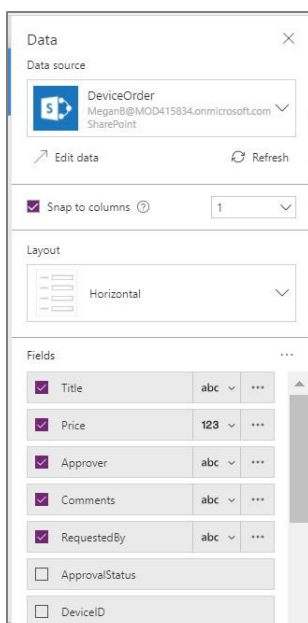 Data
Data source
DeviceOrder
MeganB@MOD415834.onmicrosoft.com
SharePoint
Edit data Refresh
Snap to columns ? 1
Layout
Horizontal
Fields ...
Title abc ...
Price 123 ...
Approver abc ...
Comments abc ...
RequestedBy abc ...
ApprovalStatus
DeviceID